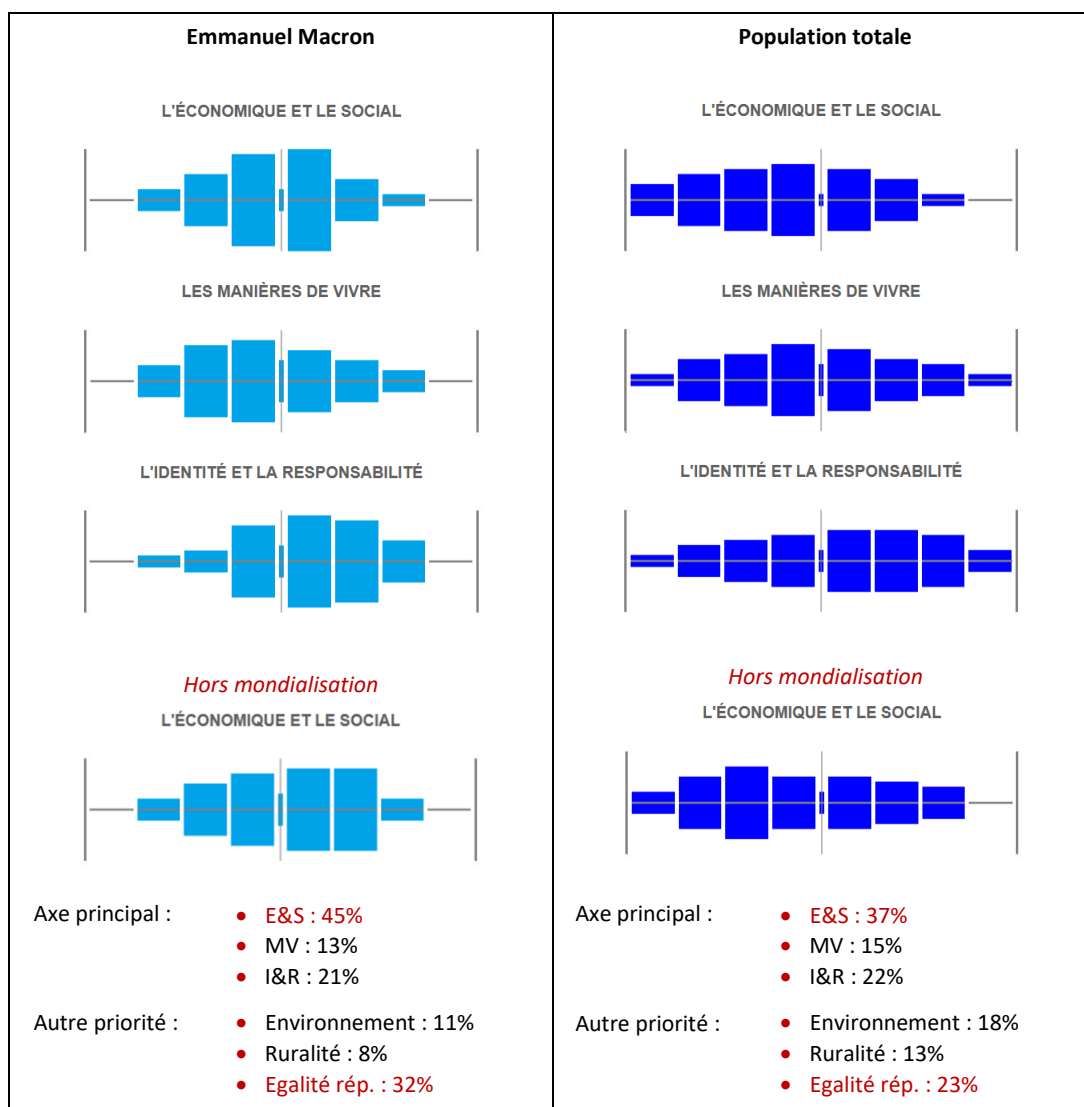 Emmanuel Macron
L'ÉCONOMIQUE ET LE SOCIAL
LES MANIÈRES DE VIVRE
L'IDENTITÉ ET LA RESPONSABILITÉ
Hors mondialisation
L'ÉCONOMIQUE ET LE SOCIAL
Axe principal :
• E&S : 45%
• MV : 13%
• I&R : 21%
Autre priorité :
• Environnement : 11%
• Ruralité : 8%
• Egalité rép. : 32%
Population totale
L'ÉCONOMIQUE ET LE SOCIAL
LES MANIÈRES DE VIVRE
L'IDENTITÉ ET LA RESPONSABILITÉ
Hors mondialisation
L'ÉCONOMIQUE ET LE SOCIAL
Axe principal :
• E&S : 37%
• MV : 15%
• I&R : 22%
Autre priorité :
• Environnement : 18%
• Ruralité : 13%
• Egalité rép. : 23%